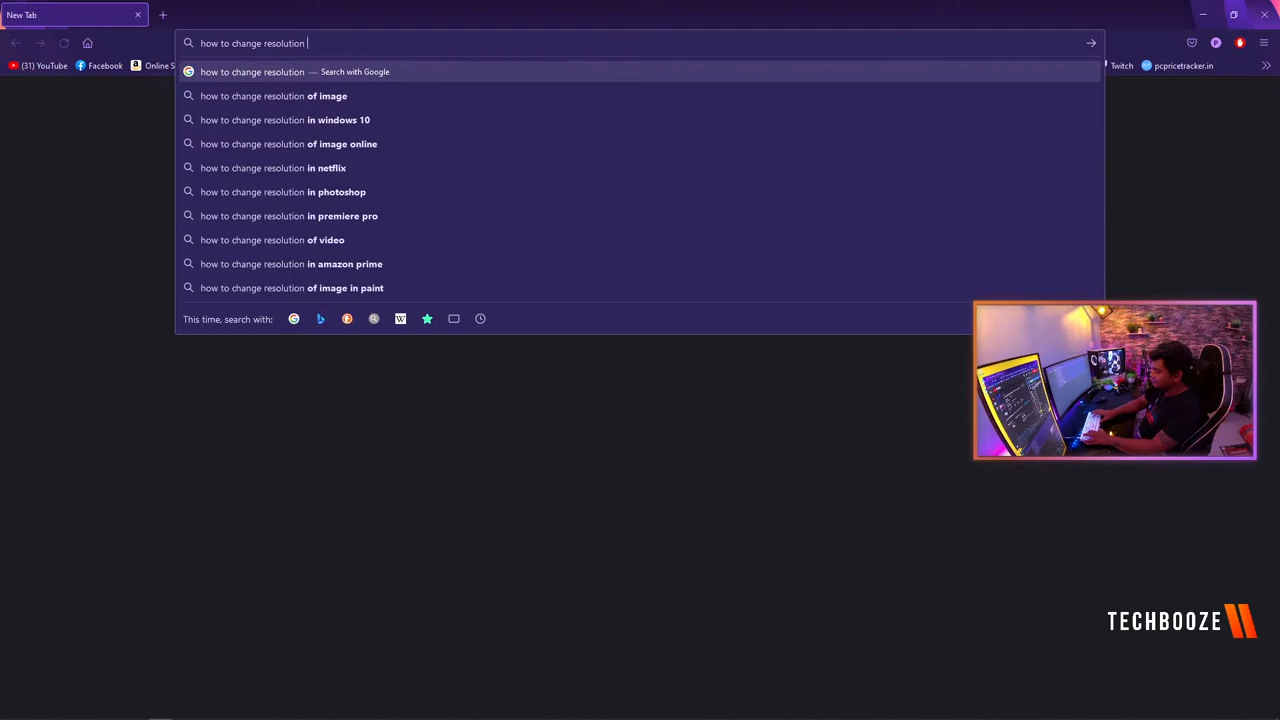 New Tab
how to change resolution
(31) YouTube
Facebook
Online S
Twitch
pcpricetracker.in
how to change resolution — Search with Google
how to change resolution of image
how to change resolution in windows 10
how to change resolution of image online
how to change resolution in netflix
how to change resolution in photoshop
how to change resolution in premiere pro
how to change resolution of video
how to change resolution in amazon prime
how to change resolution of image in paint
This time, search with:
TECHBOOZE